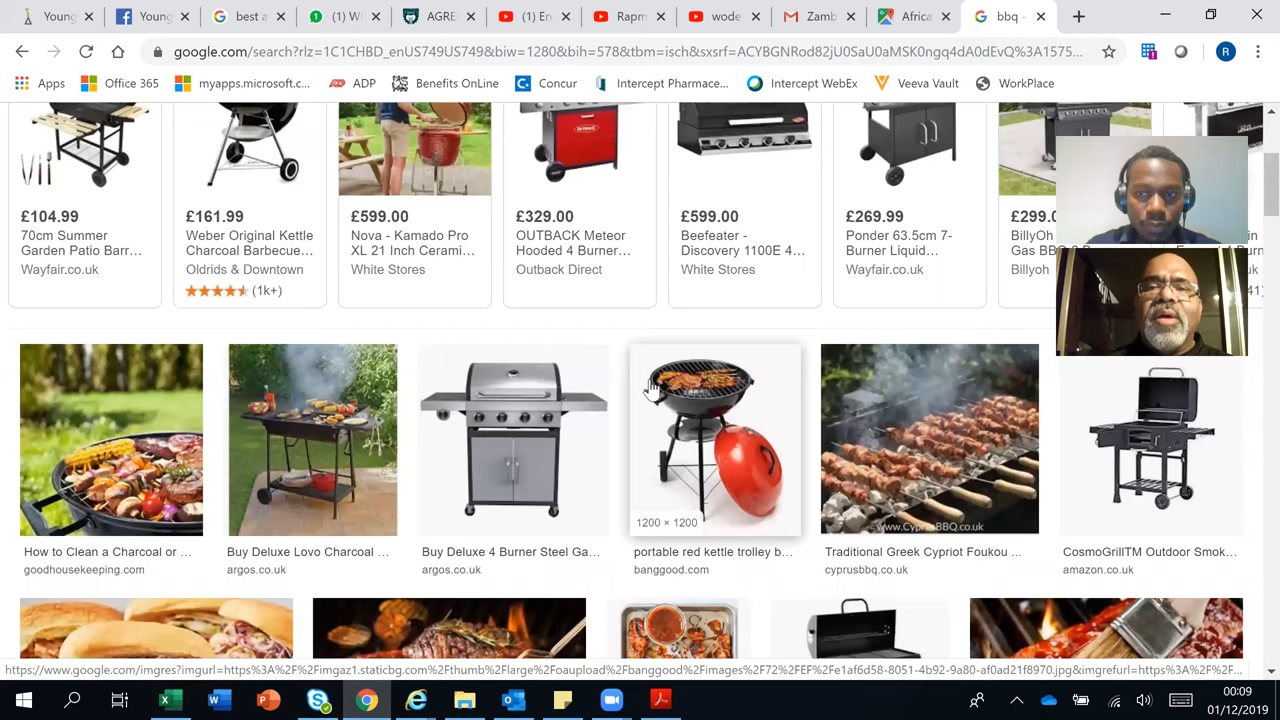 Young
Young
best a
(1) W
AGREE
(1) En
Rapm
wode
Zamb
Africa
bbq -
google.com/search?rlz=1C1CHBD_enUS749US749&biw=1280&bih=578&tbm=isch&sxsrf=ACYBGNRod82jU0SaU0aMSK0ngq4dA0dEvQ%3A1575...
R
Apps
Office 365
myapps.microsoft.c...
ADP
Benefits OnLine
Concur
Intercept Pharmace...
Intercept WebEx
Veeva Vault
WorkPlace
OUTBACK
£104.99
£161.99
£599.00
£329.00
£599.00
£269.99
£299.0
70cm Summer
Garden Patio Barr...
Weber Original Kettle
Charcoal Barbecue...
Nova - Kamado Pro
XL 21 Inch Cerami...
OUTBACK Meteor
Hooded 4 Burner...
Beefeater -
Discovery 1100E 4...
Ponder 63.5cm 7-
Burner Liquid...
BillyOh
Gas BB
Wayfair.co.uk
Oldrids & Downtown
White Stores
Outback Direct
White Stores
Wayfair.co.uk
Billyoh
(1k+)
41)
1200 × 1200
www.CyprusBBQ.co.uk
How to Clean a Charcoal or ...
Buy Deluxe Lovo Charcoal ...
Buy Deluxe 4 Burner Steel Ga...
portable red kettle trolley b...
Traditional Greek Cypriot Foukou ...
CosmoGrillTM Outdoor Smok...
goodhousekeeping.com
argos.co.uk
argos.co.uk
banggood.com
cyprusbbq.co.uk
amazon.co.uk
https://www.google.com/imgres?imgurl=https%3A%2F%2Fimgaz1.staticbg.com%2Fthumb%2Flarge%2Foaupload%2Fbanggood%2Fimages%2F72%2FEF%2Fe1af6d58-8051-4b92-9a80-af0ad21f8970.jpg&imgrefurl=https%3A%2F%2F...
00:09
01/12/2019